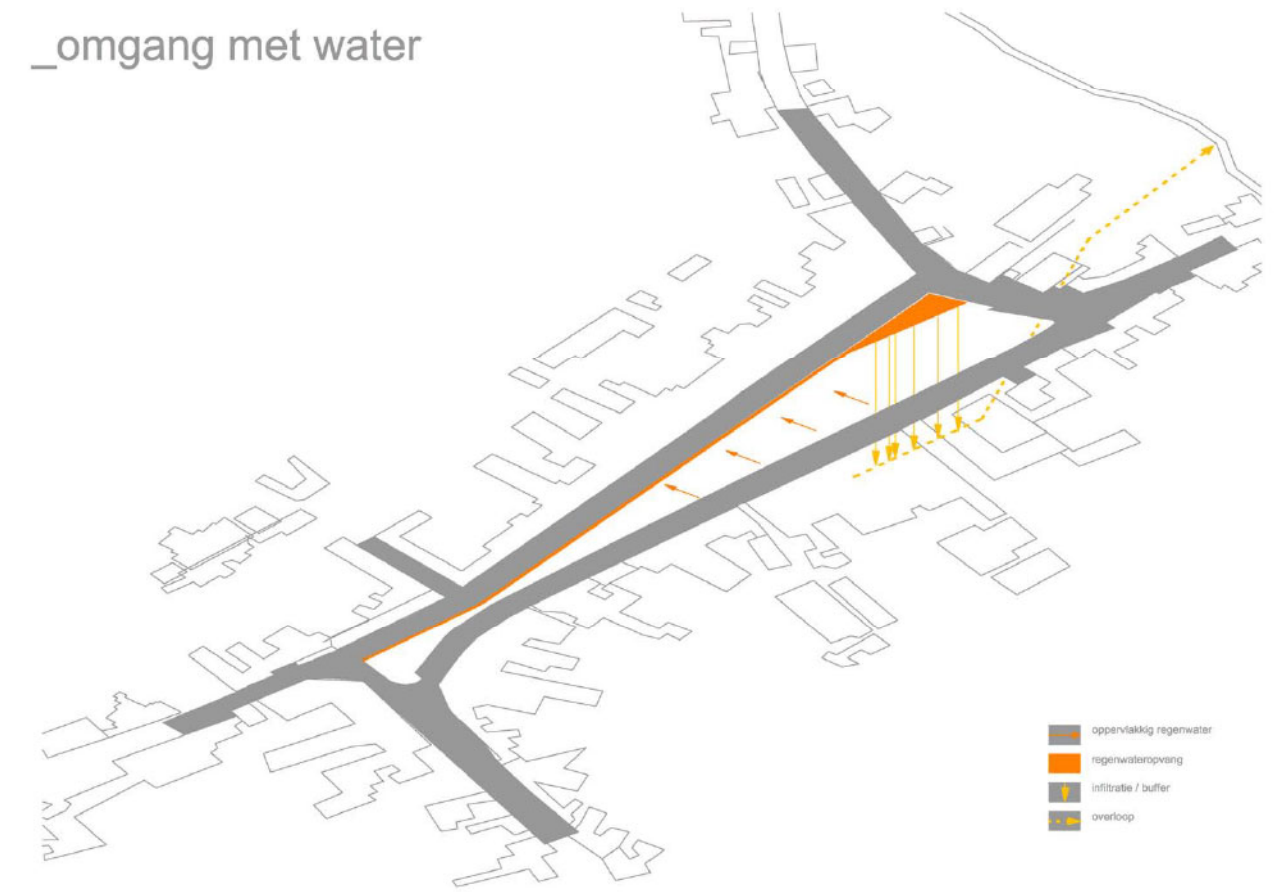 _omgang met water
oppervlakkig regenwater
regenwateropvang
infiltratie / buffer
overloop